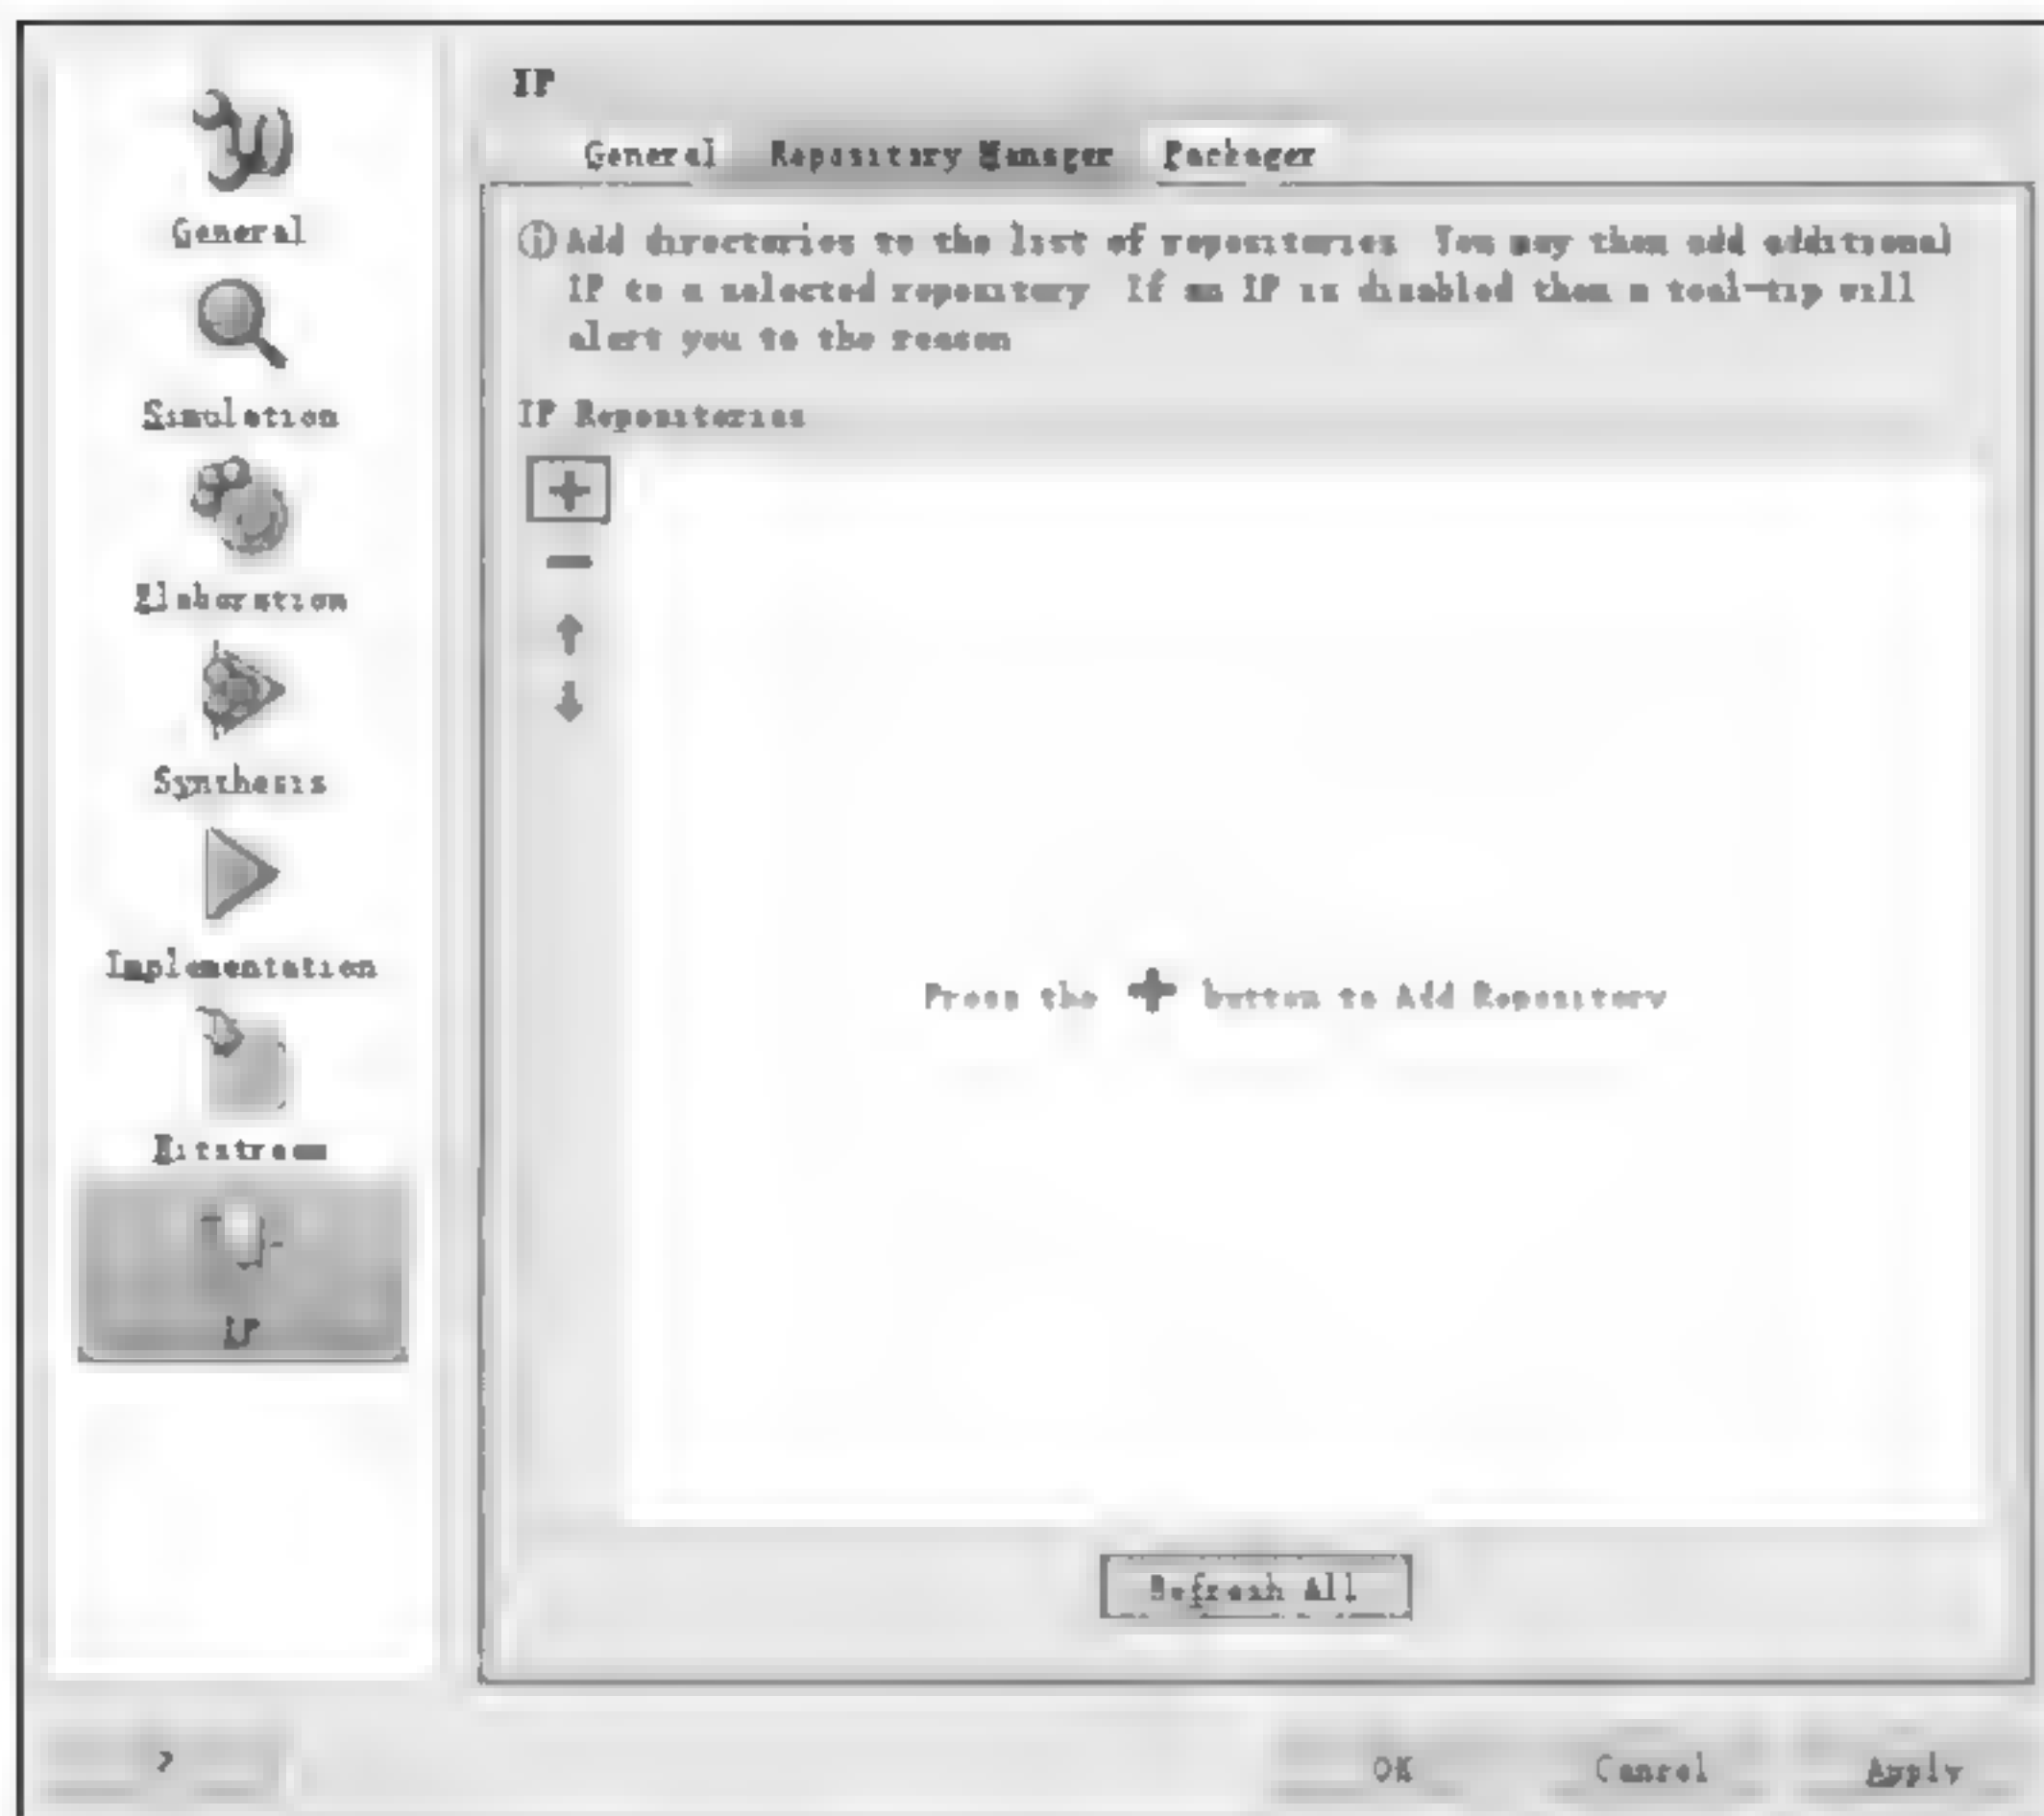 IP
General Repository Manager Packager
General
Simulation
Elaboration
Synthesis
Implementation
Bitstream
IP
Add directories to the list of repositories. You may then add additional
IP to a selected repository. If an IP is disabled then a tool-tip will
alert you to the reason.
IP Repositories
Press the + button to Add Repository
Refresh All
? OK Cancel Apply